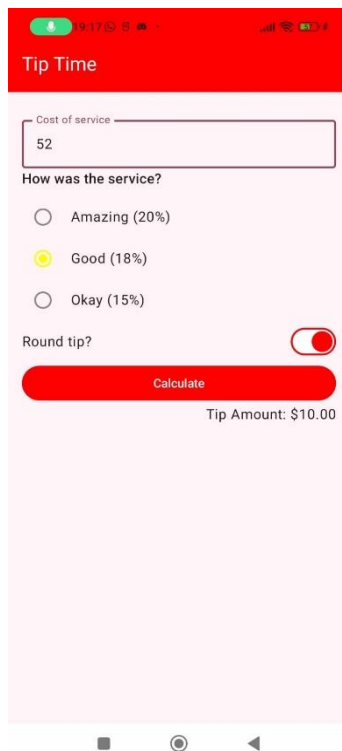 19:17
Tip Time
Cost of service
52
How was the service?
Amazing (20%)
Good (18%)
Okay (15%)
Round tip?
Calculate
Tip Amount: $10.00